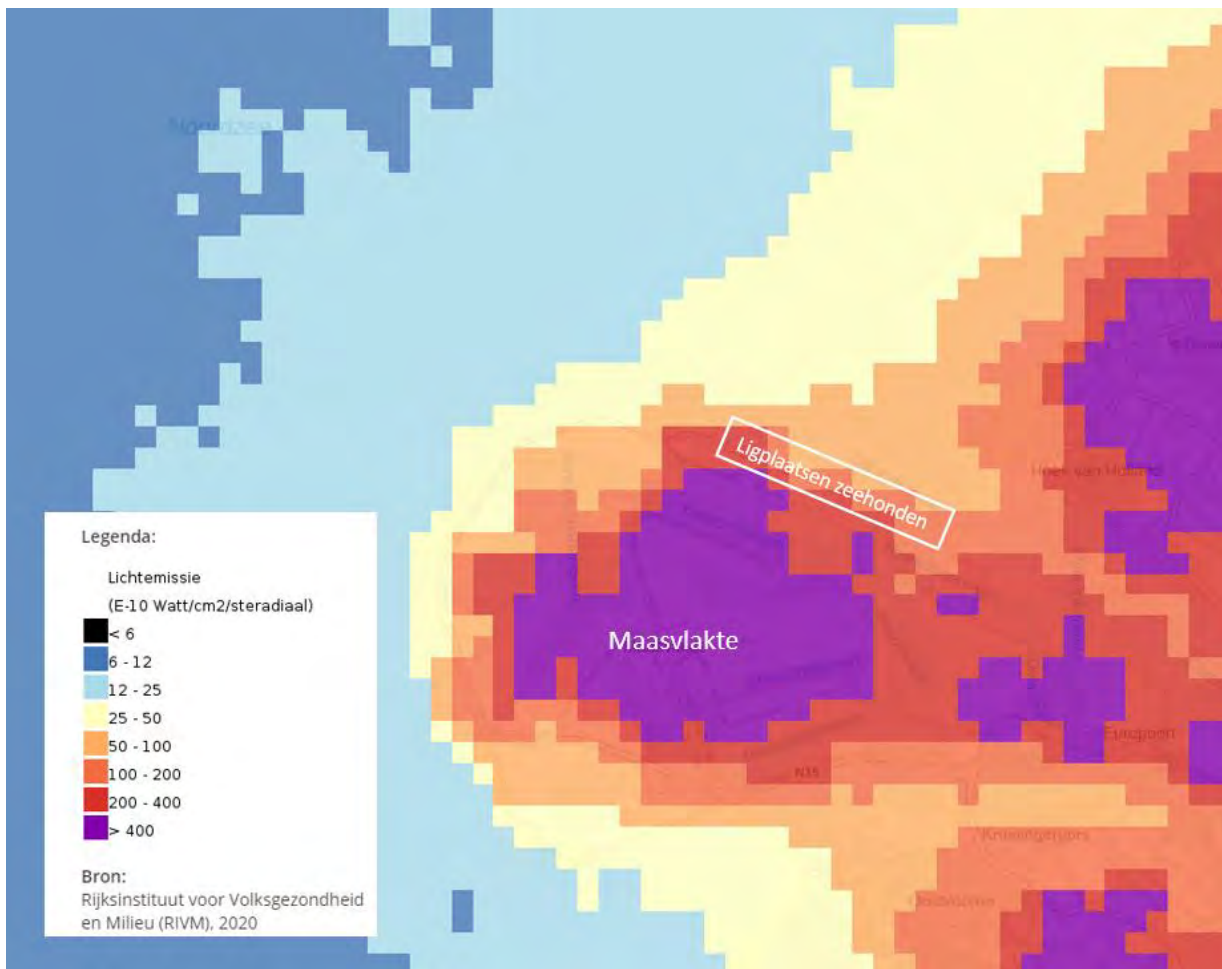 Noordzee
Ligplaatsen zeehonden
Hoek van Holland
Maasvlakte
Europoort
N15
Legenda:
Lichtemissie
(E-10 Watt/cm2/steradiaal)
< 6
6 - 12
12 - 25
25 - 50
50 - 100
100 - 200
200 - 400
> 400
Bron:
Rijksinstituut voor Volksgezondheid
en Milieu (RIVM), 2020
Oostvoorne